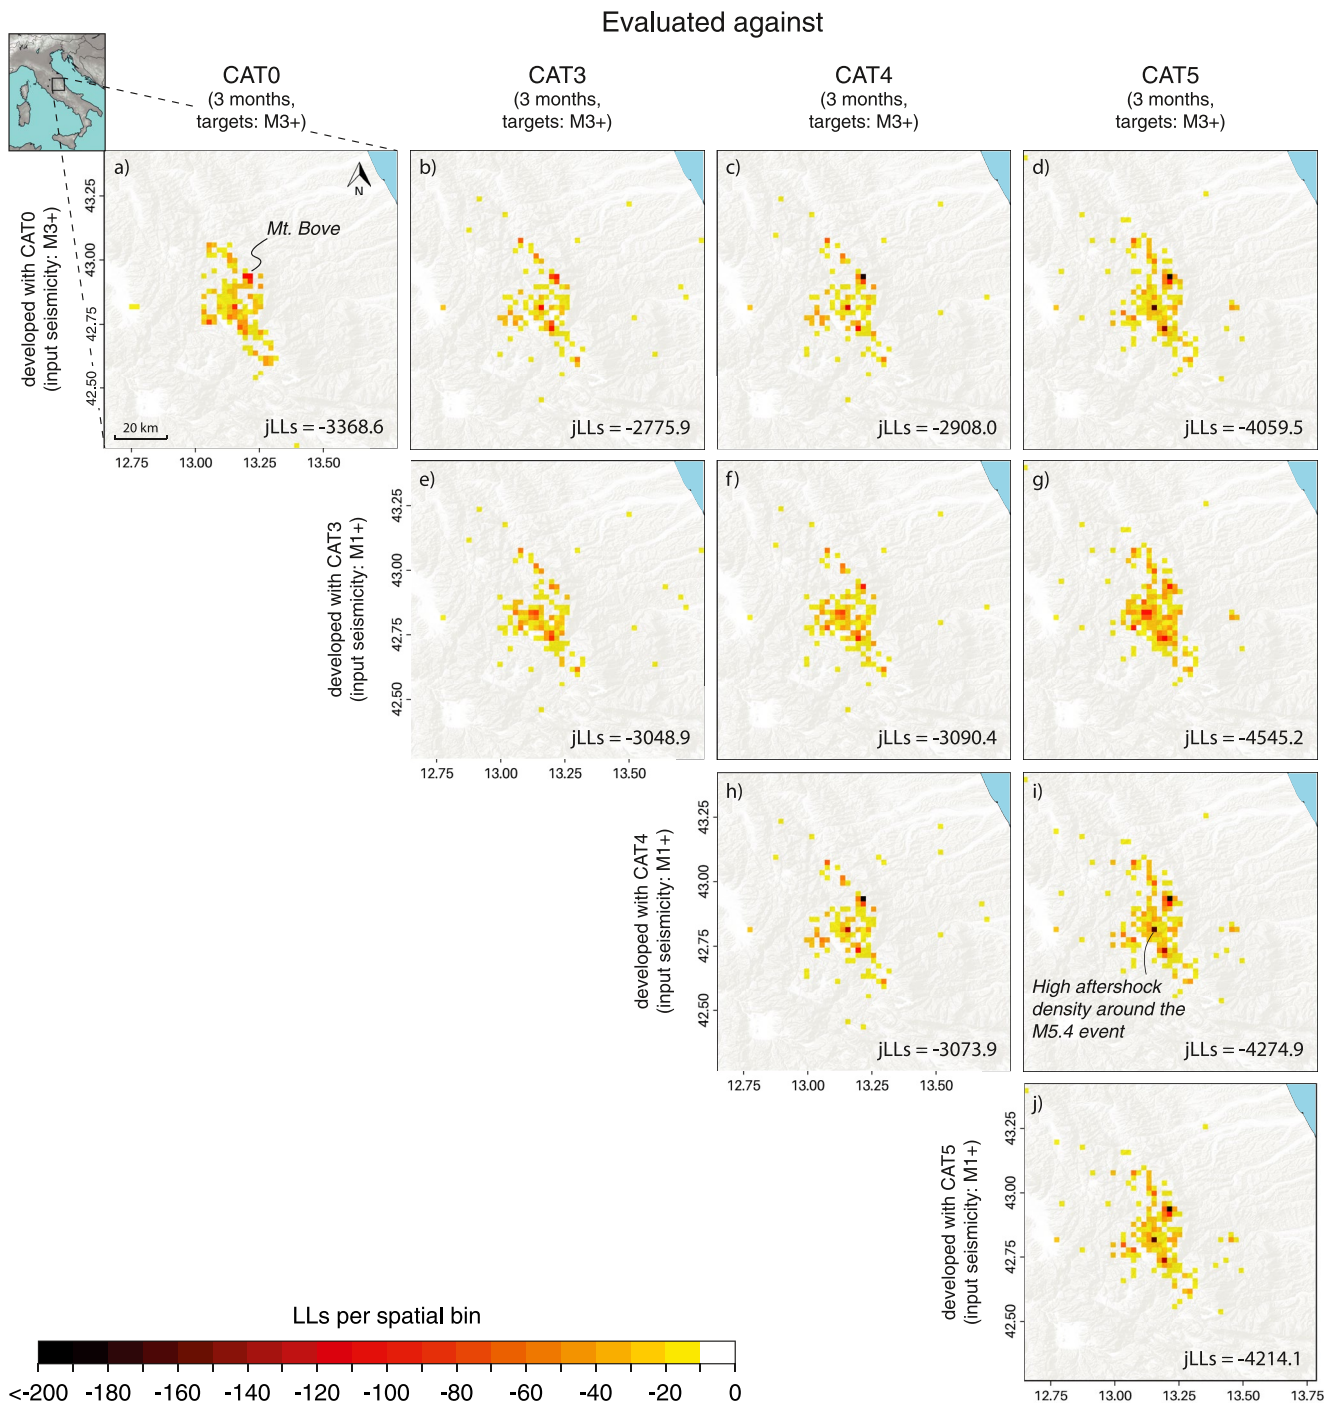 Evaluated against
CAT0
(3 months,
targets: M3+)
CAT3
(3 months,
targets: M3+)
CAT4
(3 months,
targets: M3+)
CAT5
(3 months,
targets: M3+)
developed with CAT0
(input seismicity: M3+)
43.25
43.00
42.75
42.50
a)
N
Mt. Bove
20 km
jLLs = -3368.6
12.75
13.00
13.25
13.50
b)
jLLs = -2775.9
c)
jLLs = -2908.0
d)
jLLs = -4059.5
developed with CAT3
(input seismicity: M1+)
43.25
43.00
42.75
42.50
e)
jLLs = -3048.9
12.75
13.00
13.25
13.50
f)
jLLs = -3090.4
g)
jLLs = -4545.2
developed with CAT4
(input seismicity: M1+)
43.25
43.00
42.75
42.50
h)
jLLs = -3073.9
12.75
13.00
13.25
13.50
i)
High aftershock
density around the
M5.4 event
jLLs = -4274.9
developed with CAT5
(input seismicity: M1+)
43.25
43.00
42.75
42.50
j)
jLLs = -4214.1
12.75
13.00
13.25
13.50
13.75
LLs per spatial bin
<-200 -180 -160 -140 -120 -100 -80 -60 -40 -20 0